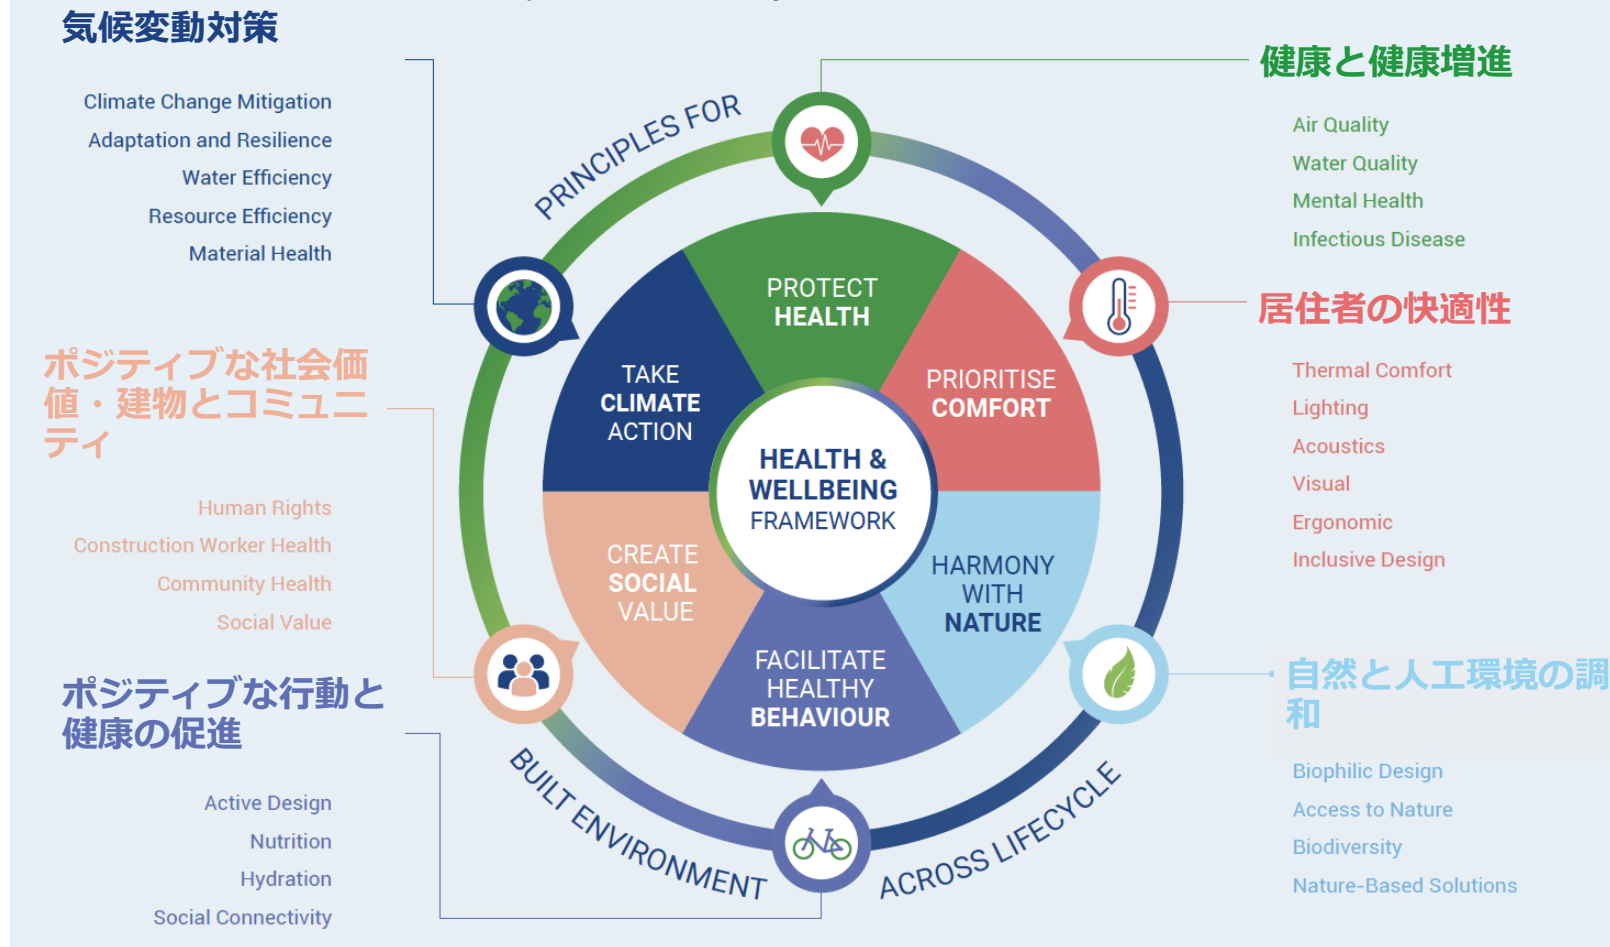 気候変動対策
Climate Change Mitigation
Adaptation and Resilience
Water Efficiency
Resource Efficiency
Material Health
ポジティブな社会価
値・建物とコミュニ
ティ
Human Rights
Construction Worker Health
Community Health
Social Value
ポジティブな行動と
健康の促進
Active Design
Nutrition
Hydration
Social Connectivity
PRINCIPLES FOR
BUILT ENVIRONMENT
ACROSS LIFECYCLE
PROTECT
HEALTH
PRIORITISE
COMFORT
HARMONY
WITH
NATURE
FACILITATE
HEALTHY
BEHAVIOUR
CREATE
SOCIAL
VALUE
TAKE
CLIMATE
ACTION
HEALTH &
WELLBEING
FRAMEWORK
健康と健康増進
Air Quality
Water Quality
Mental Health
Infectious Disease
居住者の快適性
Thermal Comfort
Lighting
Acoustics
Visual
Ergonomic
Inclusive Design
自然と人工環境の調
和
Biophilic Design
Access to Nature
Biodiversity
Nature-Based Solutions